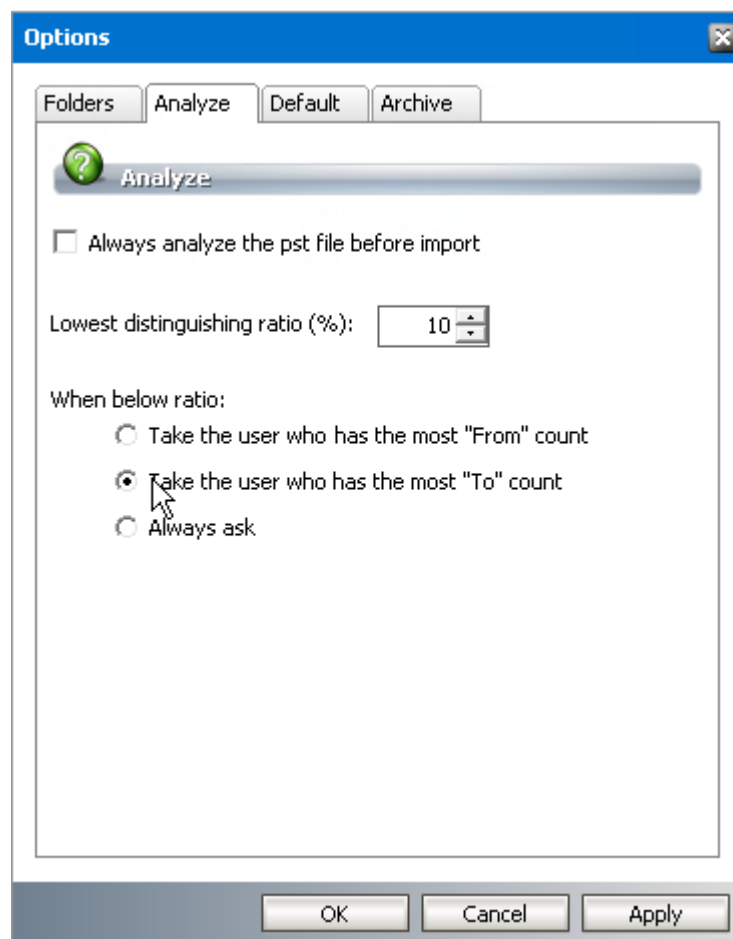 Options
Folders Analyze Default Archive
Analyze
Always analyze the pst file before import
Lowest distinguishing ratio (%): 10
When below ratio:
Take the user who has the most "From" count
Take the user who has the most "To" count
Always ask
OK Cancel Apply